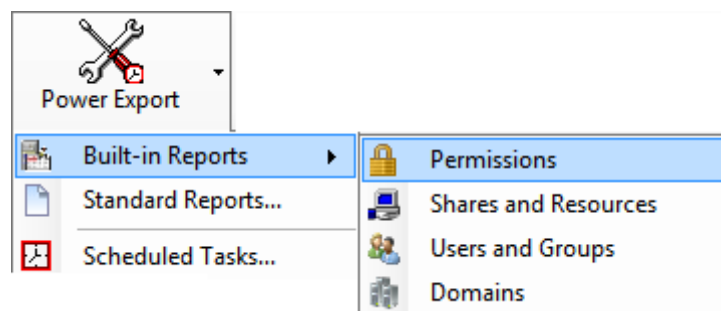 Power Export
Built-in Reports
Permissions
Standard Reports...
Shares and Resources
Users and Groups
Scheduled Tasks...
Domains